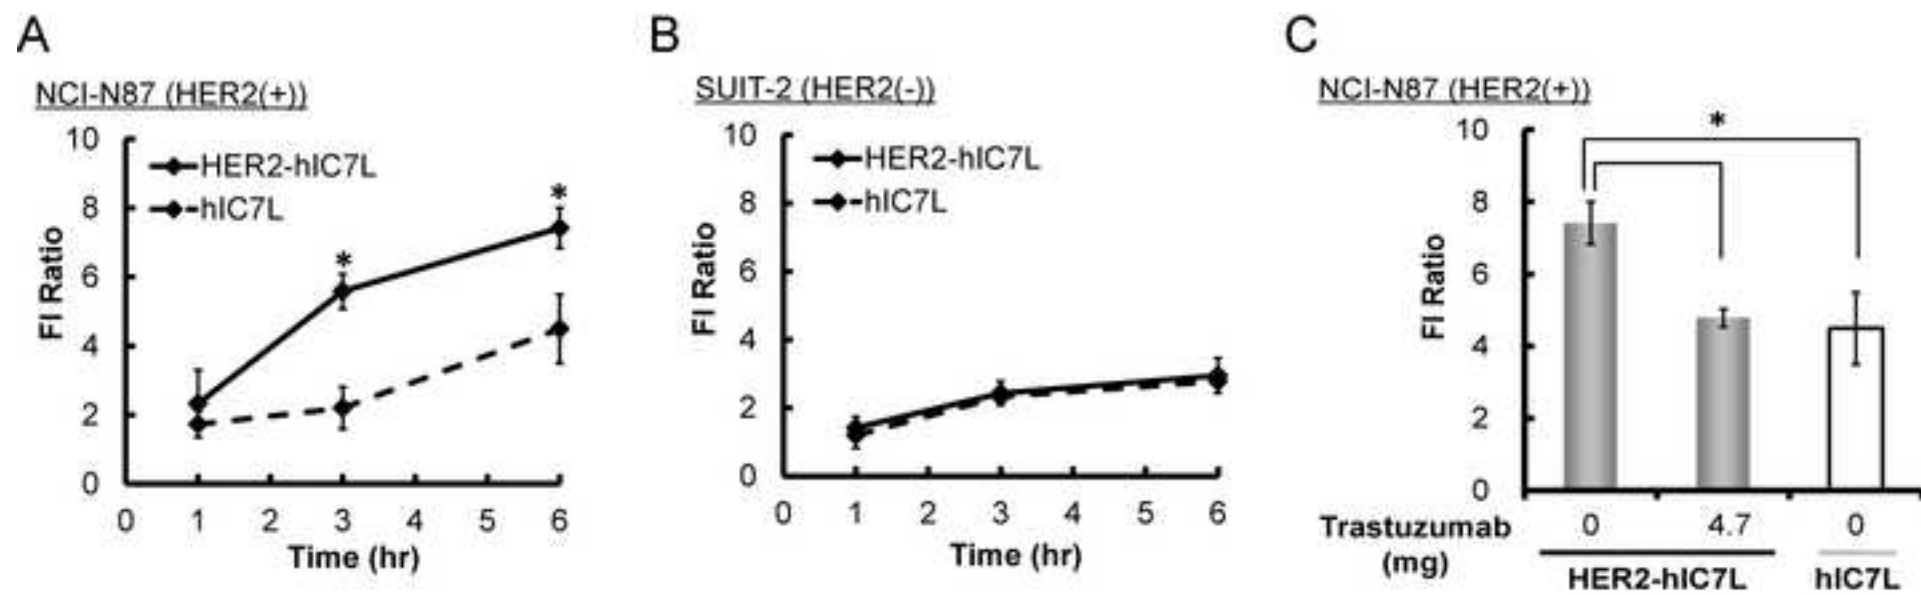 A
NCI-N87 (HER2(+))
10
8
6
4
2
0
FI Ratio
HER2-hIC7L
hIC7L
*
*
0 1 2 3 4 5 6
Time (hr)
B
SUIT-2 (HER2(-))
10
8
6
4
2
0
FI Ratio
HER2-hIC7L
hIC7L
0 1 2 3 4 5 6
Time (hr)
C
NCI-N87 (HER2(+))
*
10
8
6
4
2
0
FI Ratio
Trastuzumab 0 4.7 0
(mg)
HER2-hIC7L hIC7L